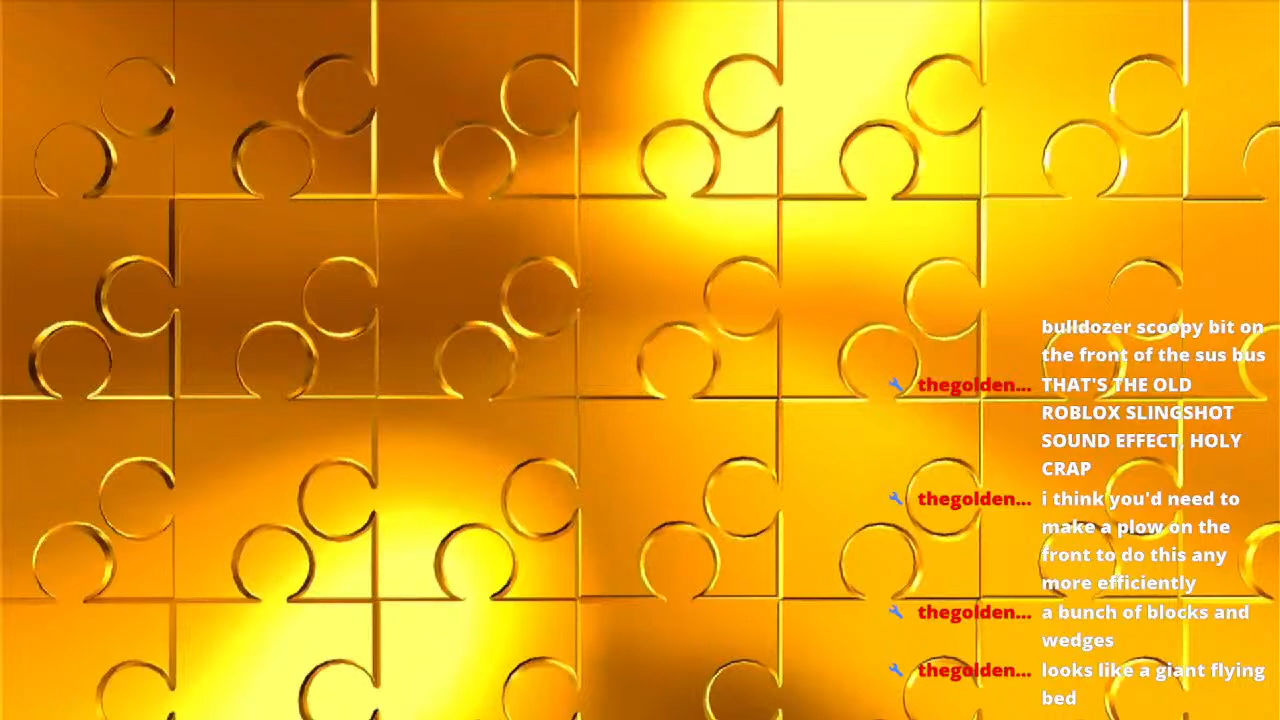 bulldozer scoopy bit on
the front of the sus bus
thegolden... THAT'S THE OLD
ROBLOX SLINGSHOT
SOUND EFFECT, HOLY
CRAP
thegolden... i think you'd need to
make a plow on the
front to do this any
more efficiently
thegolden... a bunch of blocks and
wedges
thegolden... looks like a giant flying
bed